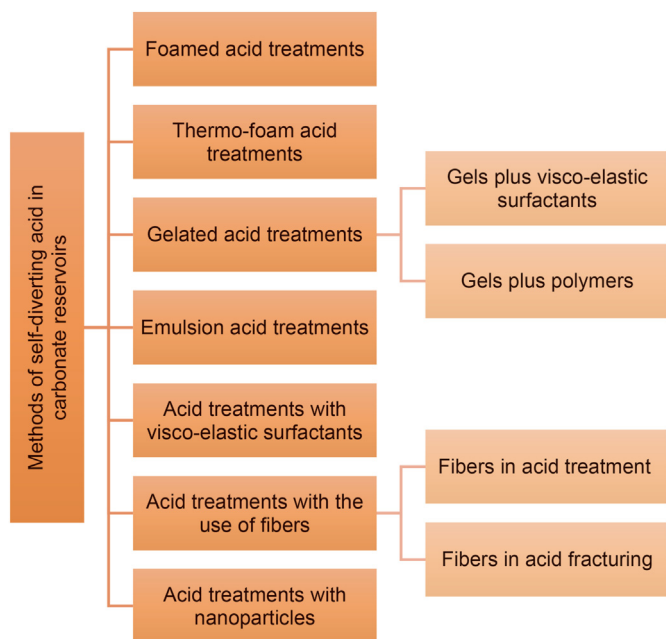 Methods of self-diverting acid in
carbonate reservoirs
Foamed acid treatments
Thermo-foam acid
treatments
Gelated acid treatments
Gels plus visco-elastic
surfactants
Gels plus polymers
Emulsion acid treatments
Acid treatments with
visco-elastic surfactants
Acid treatments with the
use of fibers
Fibers in acid treatment
Fibers in acid fracturing
Acid treatments with
nanoparticles